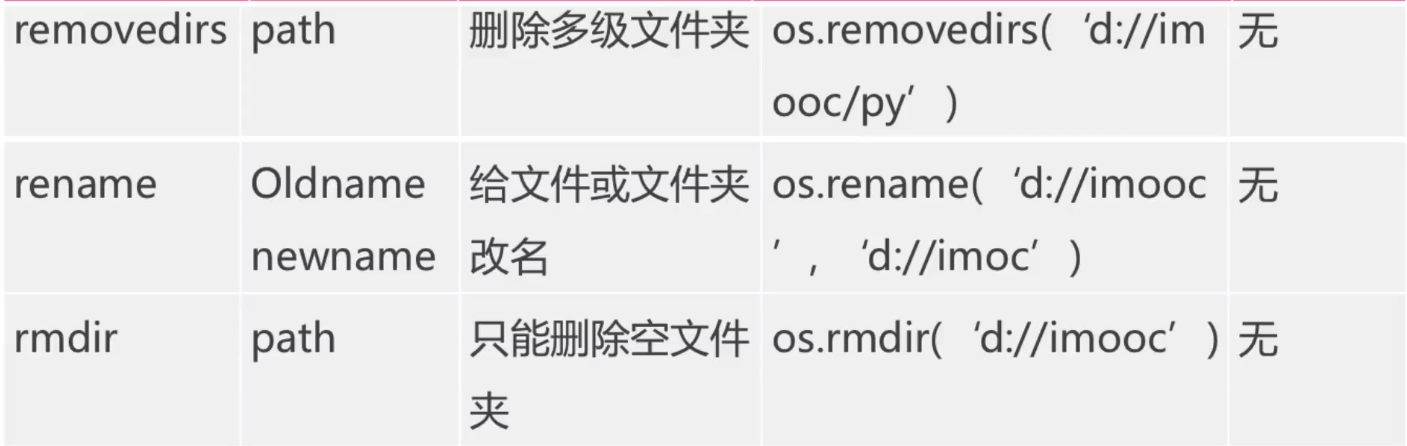 removedirs path 删除多级文件夹 os.removedirs(‘d://im 无
ooc/py’)
rename Oldname 给文件或文件夹 os.rename(‘d://imooc 无
newname 改名 ’, ‘d://imoc’)
rmdir path 只能删除空文件 os.rmdir(‘d://imooc’) 无
夹